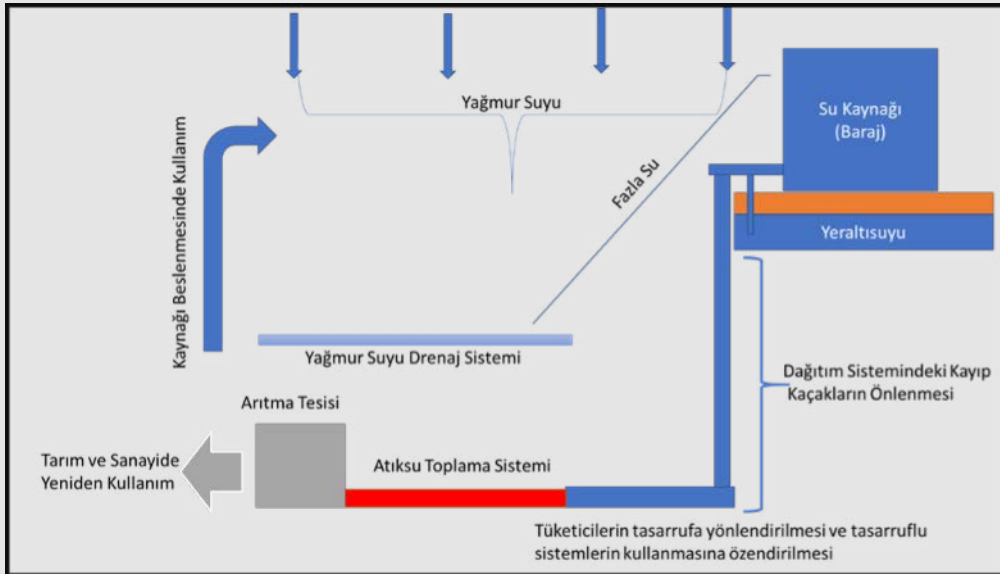 Yağmur Suyu
Su Kaynağı
(Baraj)
Kaynağı Beslenmesinde Kullanım
Fazla Su
Yeraltısuyu
Yağmur Suyu Drenaj Sistemi
Dağıtım Sistemindeki Kayıp
Kaçakların Önlenmesi
Arıtma Tesisi
Tarım ve Sanayide
Yeniden Kullanım
Atıksu Toplama Sistemi
Tüketicilerin tasarrufa yönlendirilmesi ve tasarruflu
sistemlerin kullanmasına özendirilmesi